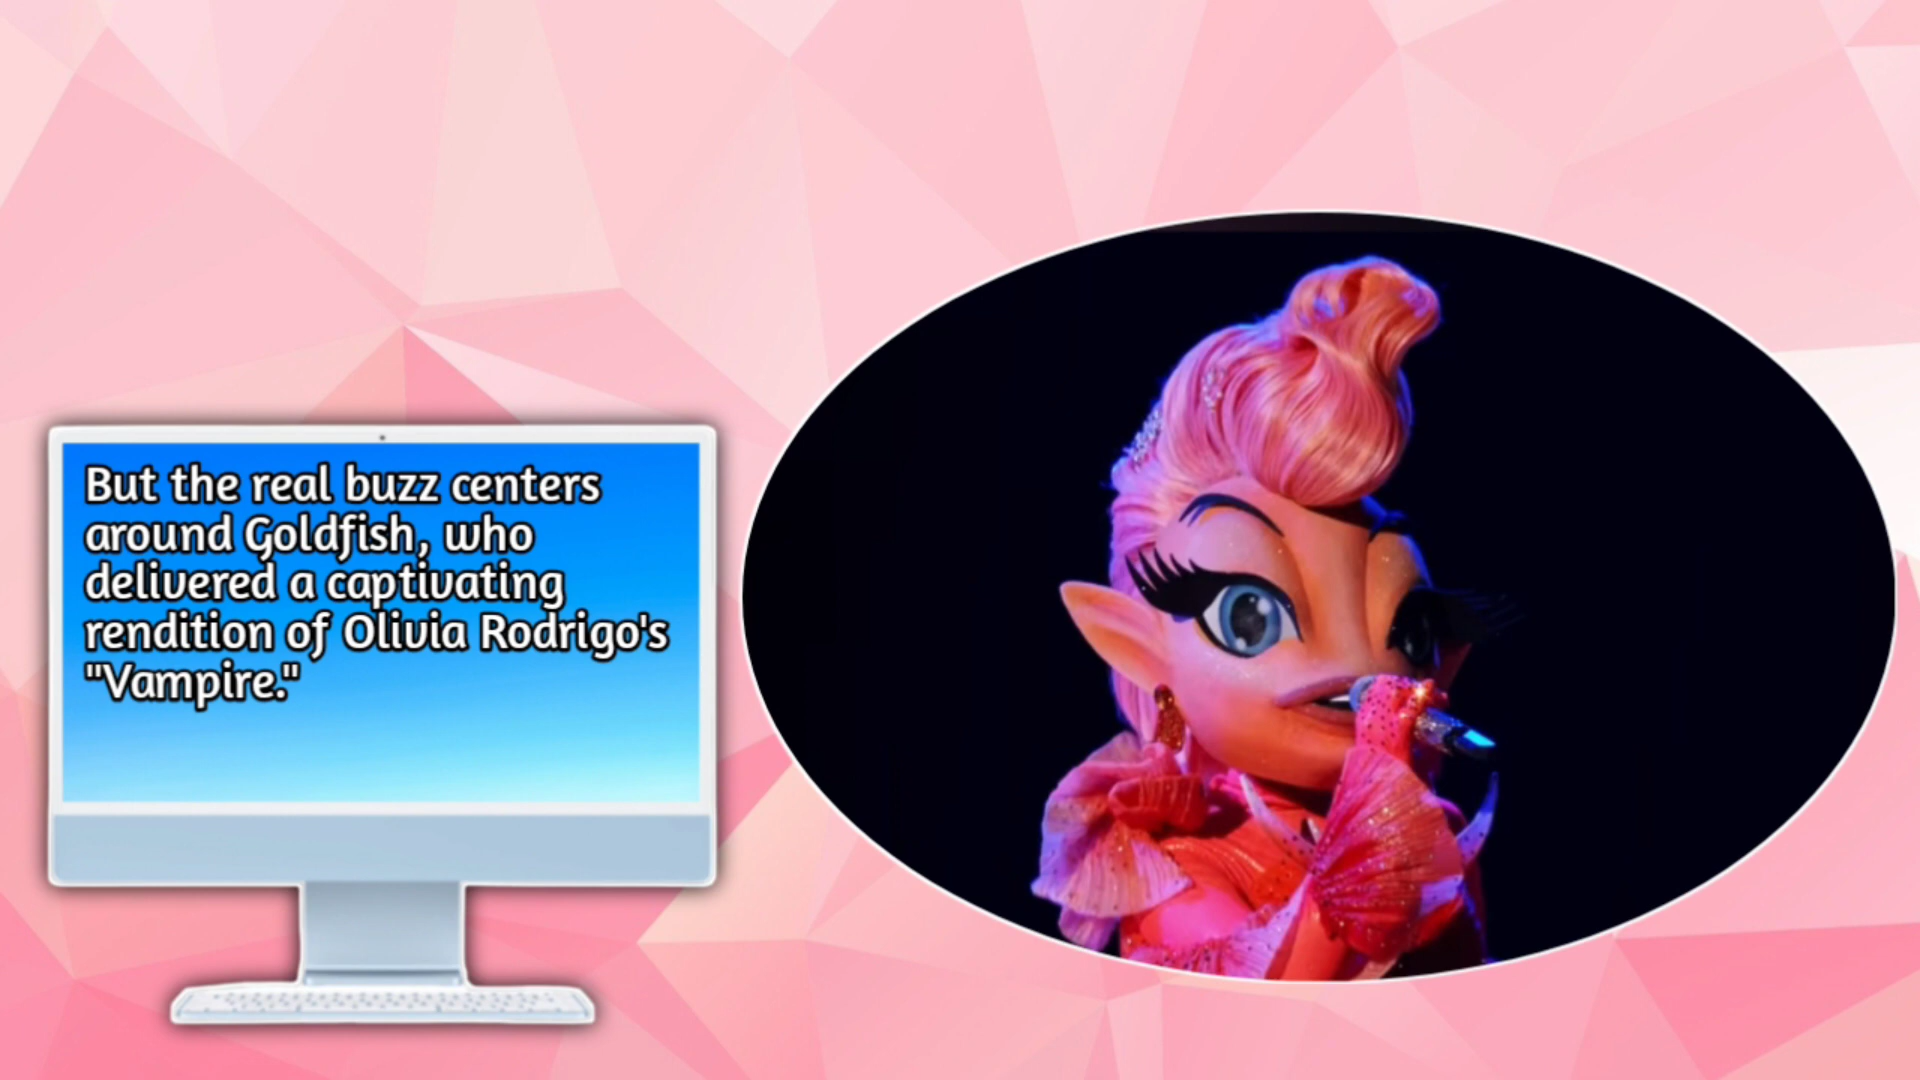 But the real buzz centers
around Goldfish, who
delivered a captivating
rendition of Olivia Rodrigo's
"Vampire."